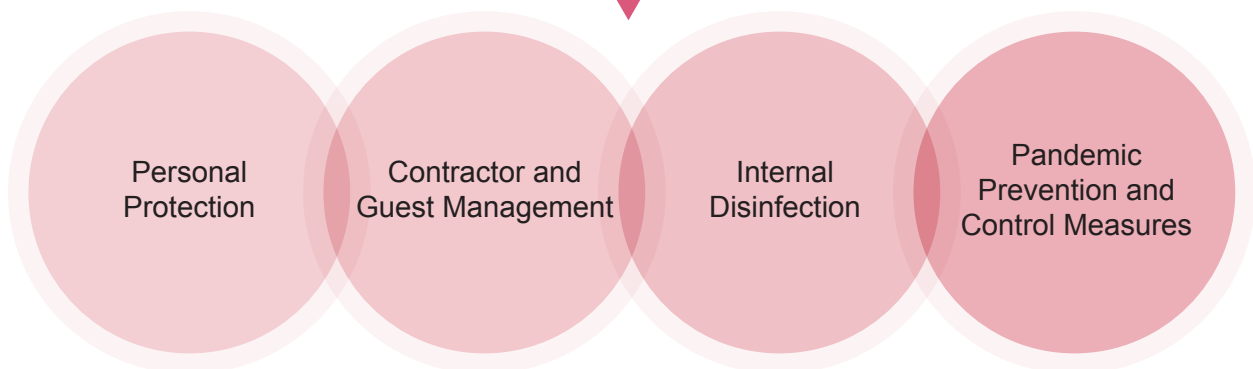 Personal
Protection
Contractor and
Guest Management
Internal
Disinfection
Pandemic
Prevention and
Control Measures